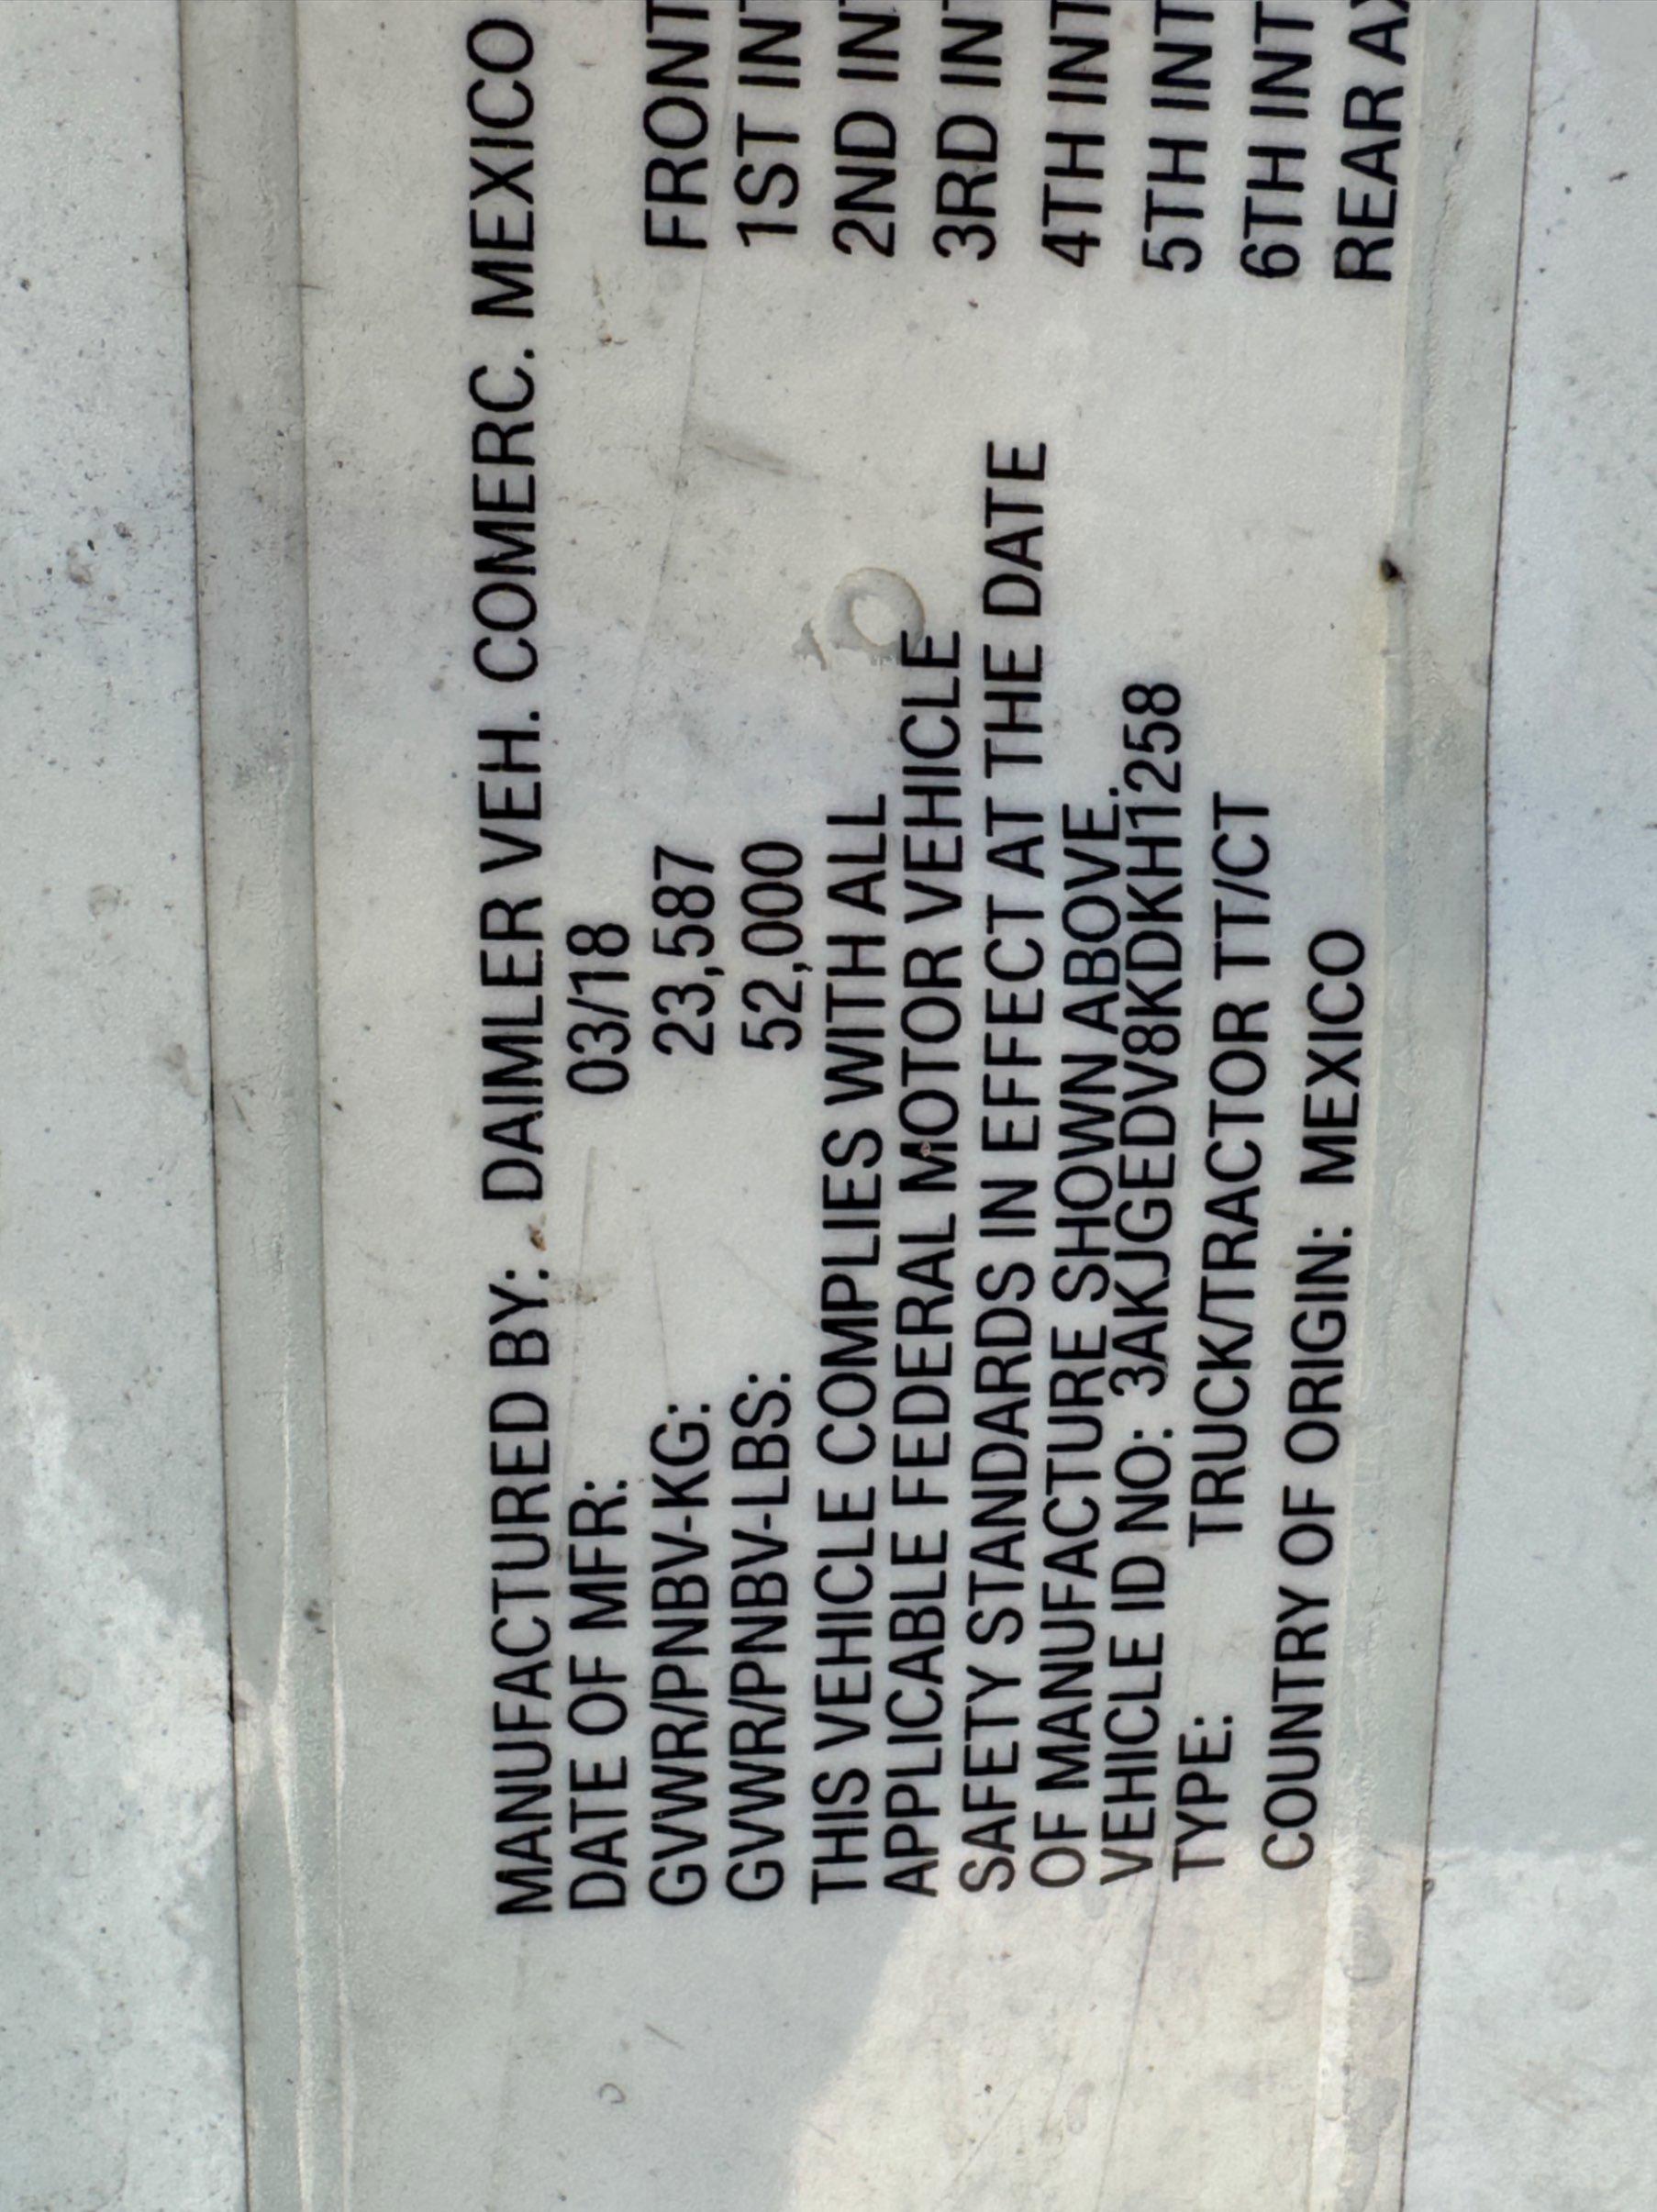 MANUFACTURED BY: DAIMLER VEH. COMERC. MEXICO
DATE OF MFR: 03/18
GVWR/PNBV-KG: 23,587
GVWR/PNBV-LBS: 52,000
THIS VEHICLE COMPLIES WITH ALL
APPLICABLE FEDERAL MOTOR VEHICLE
SAFETY STANDARDS IN EFFECT AT THE DATE
OF MANUFACTURE SHOWN ABOVE.
VEHICLE ID NO: 3AKJGEDV8KDKH1258
TYPE: TRUCK/TRACTOR TT/CT
COUNTRY OF ORIGIN: MEXICO
FRONT
1ST INT
2ND INT
3RD INT
4TH INT
5TH INT
6TH INT
REAR